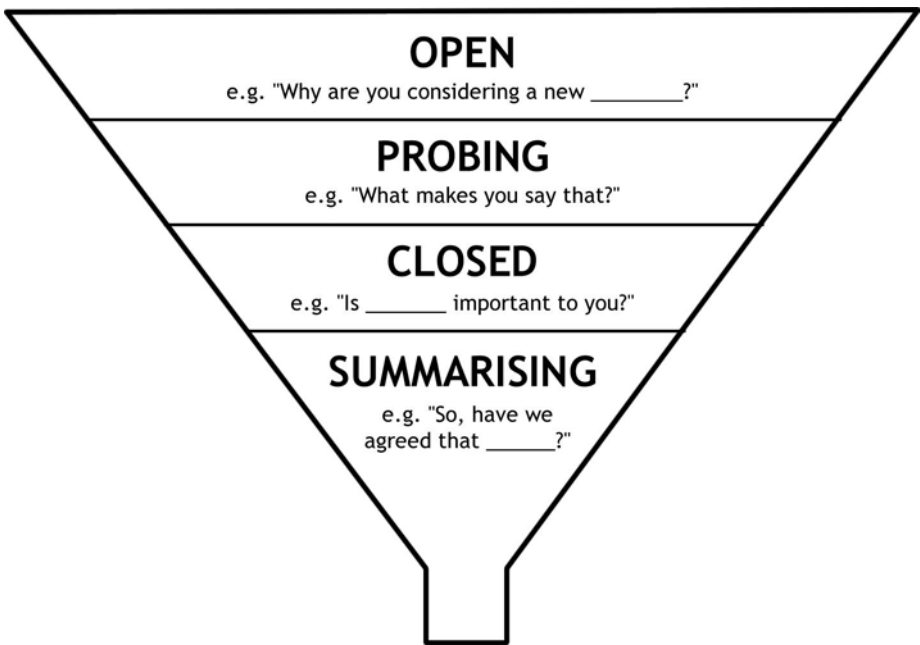 OPEN
e.g. "Why are you considering a new ________?"
PROBING
e.g. "What makes you say that?"
CLOSED
e.g. "Is _______ important to you?"
SUMMARISING
e.g. "So, have we
agreed that ______?"